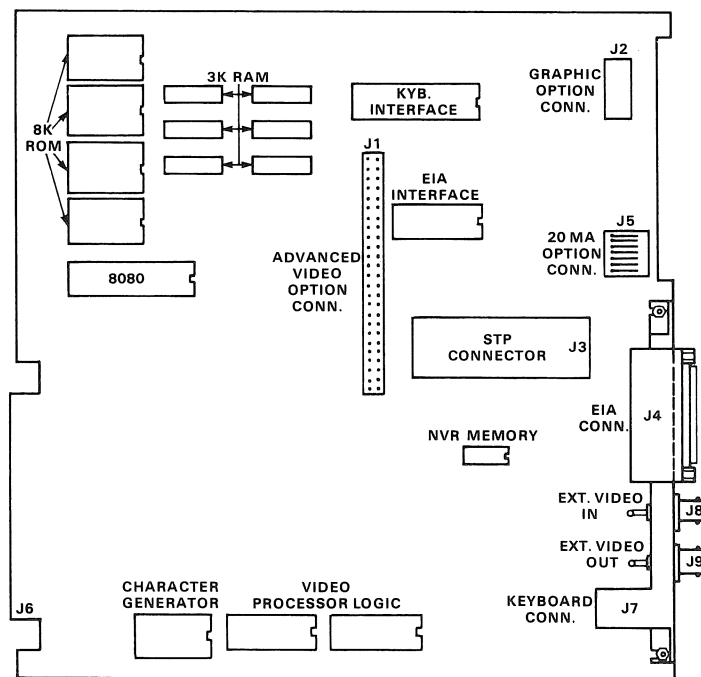 3K RAM
8K
ROM
KYB.
INTERFACE
J2
GRAPHIC
OPTION
CONN.
J1
EIA
INTERFACE
J5
20 MA
OPTION
CONN.
ADVANCED
VIDEO
OPTION
CONN.
8080
STP
CONNECTOR
J3
EIA
CONN.
J4
NVR MEMORY
EXT. VIDEO
IN
J8
EXT. VIDEO
OUT
J9
J6
CHARACTER
GENERATOR
VIDEO
PROCESSOR LOGIC
KEYBOARD
CONN.
J7